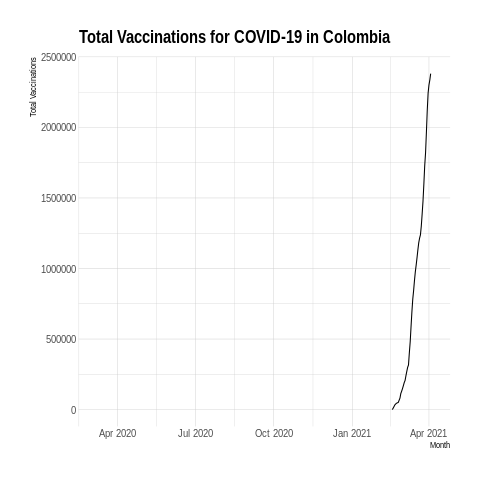 Total Vaccinations for COVID-19 in Colombia
Total Vaccinations
2500000
2000000
1500000
1000000
500000
0
Apr 2020 Jul 2020 Oct 2020 Jan 2021 Apr 2021
Month